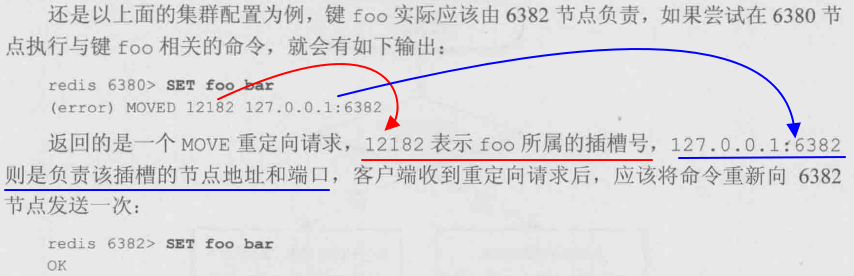 还是以上面的集群配置为例，键 foo 实际应该由 6382 节点负责，如果尝试在 6380 节
点执行与键 foo 相关的命令，就会有如下输出：
redis 6380> SET foo bar
(error) MOVED 12182 127.0.0.1:6382
返回的是一个 MOVE 重定向请求，12182 表示 foo 所属的插槽号，127.0.0.1:6382
则是负责该插槽的节点地址和端口，客户端收到重定向请求后，应该将命令重新向 6382
节点发送一次：
redis 6382> SET foo bar
OK